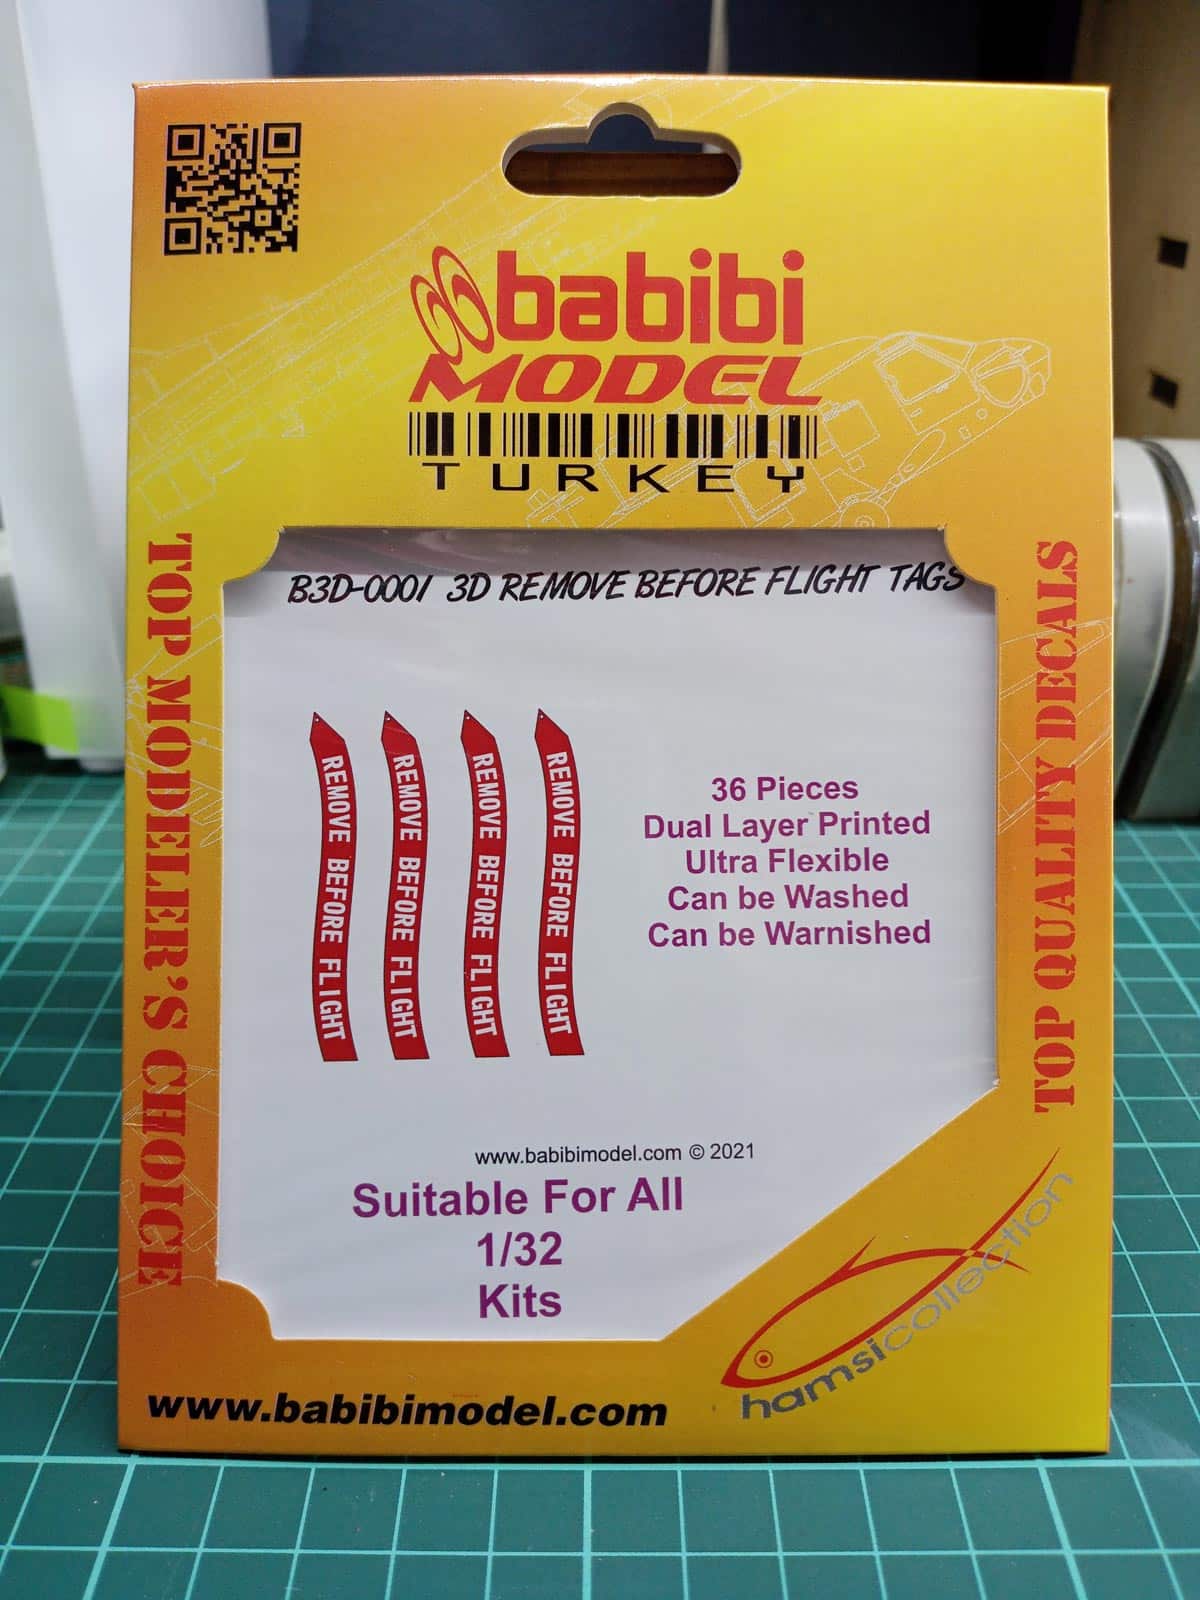 babibi
MODEL
TURKEY
TOP MODELER'S CHOICE
TOP QUALITY DECALS
B3D-0001 3D REMOVE BEFORE FLIGHT TAGS
REMOVE BEFORE FLIGHT
REMOVE BEFORE FLIGHT
REMOVE BEFORE FLIGHT
REMOVE BEFORE FLIGHT
36 Pieces
Dual Layer Printed
Ultra Flexible
Can be Washed
Can be Warnished
www.babibimodel.com © 2021
Suitable For All
1/32
Kits
hamsicollection
www.babibimodel.com